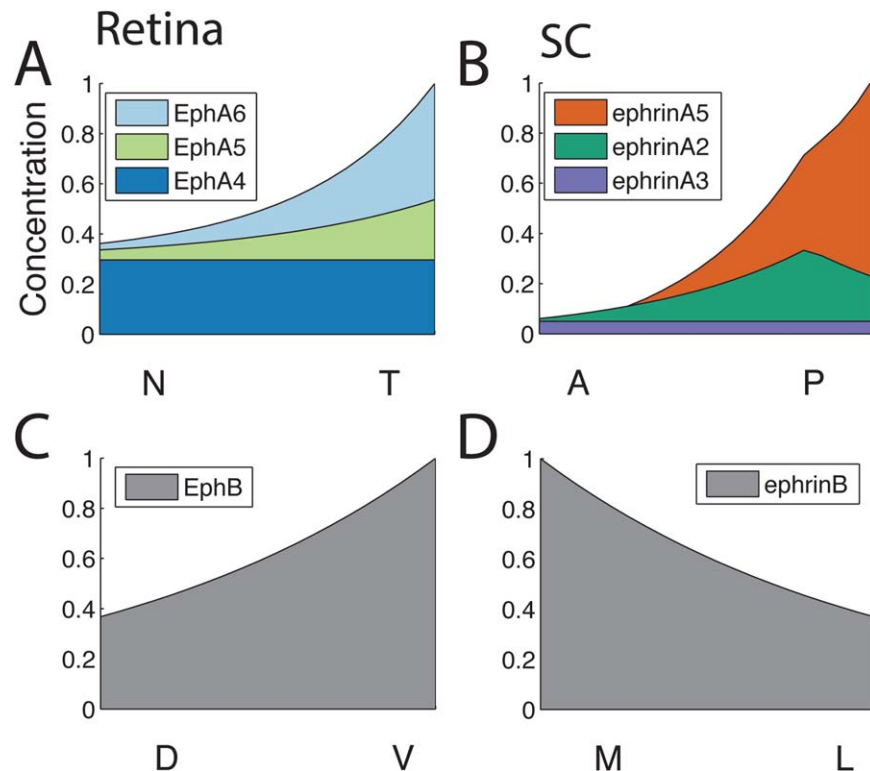 Retina
SC
A
B
Concentration
1
0.8
0.6
0.4
0.2
0
EphA6
EphA5
EphA4
N
T
1
0.8
0.6
0.4
0.2
0
ephrinA5
ephrinA2
ephrinA3
A
P
C
D
1
0.8
0.6
0.4
0.2
0
EphB
D
V
1
0.8
0.6
0.4
0.2
0
ephrinB
M
L